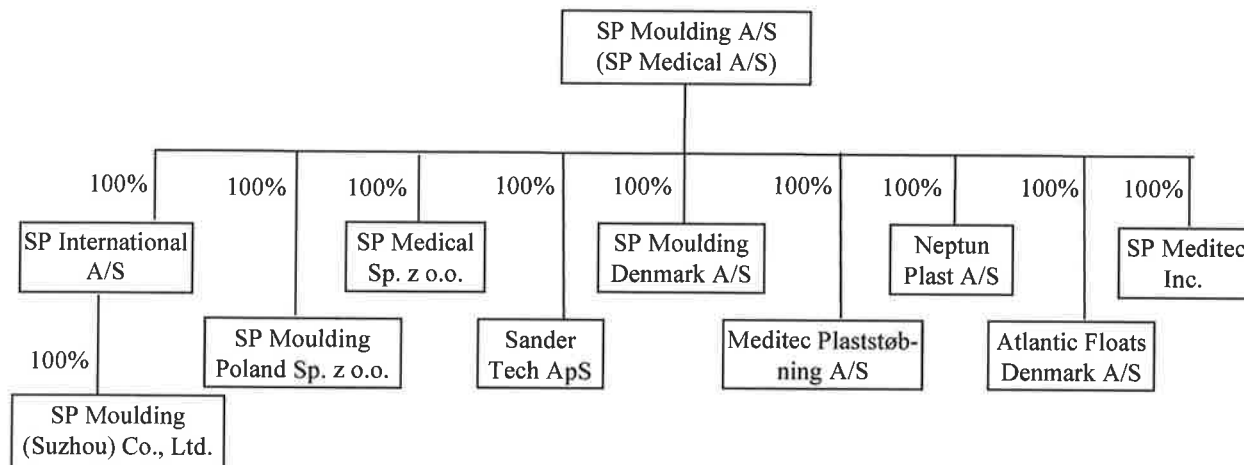 SP Moulding A/S
(SP Medical A/S)
100%
100%
100%
100%
100%
100%
100%
100%
100%
SP International
A/S
SP Medical
Sp. z o.o.
SP Moulding
Denmark A/S
Neptun
Plast A/S
SP Meditec
Inc.
SP Moulding
Poland Sp. z o.o.
Sander
Tech ApS
Meditec Plaststøb-
ning A/S
Atlantic Floats
Denmark A/S
100%
SP Moulding
(Suzhou) Co., Ltd.